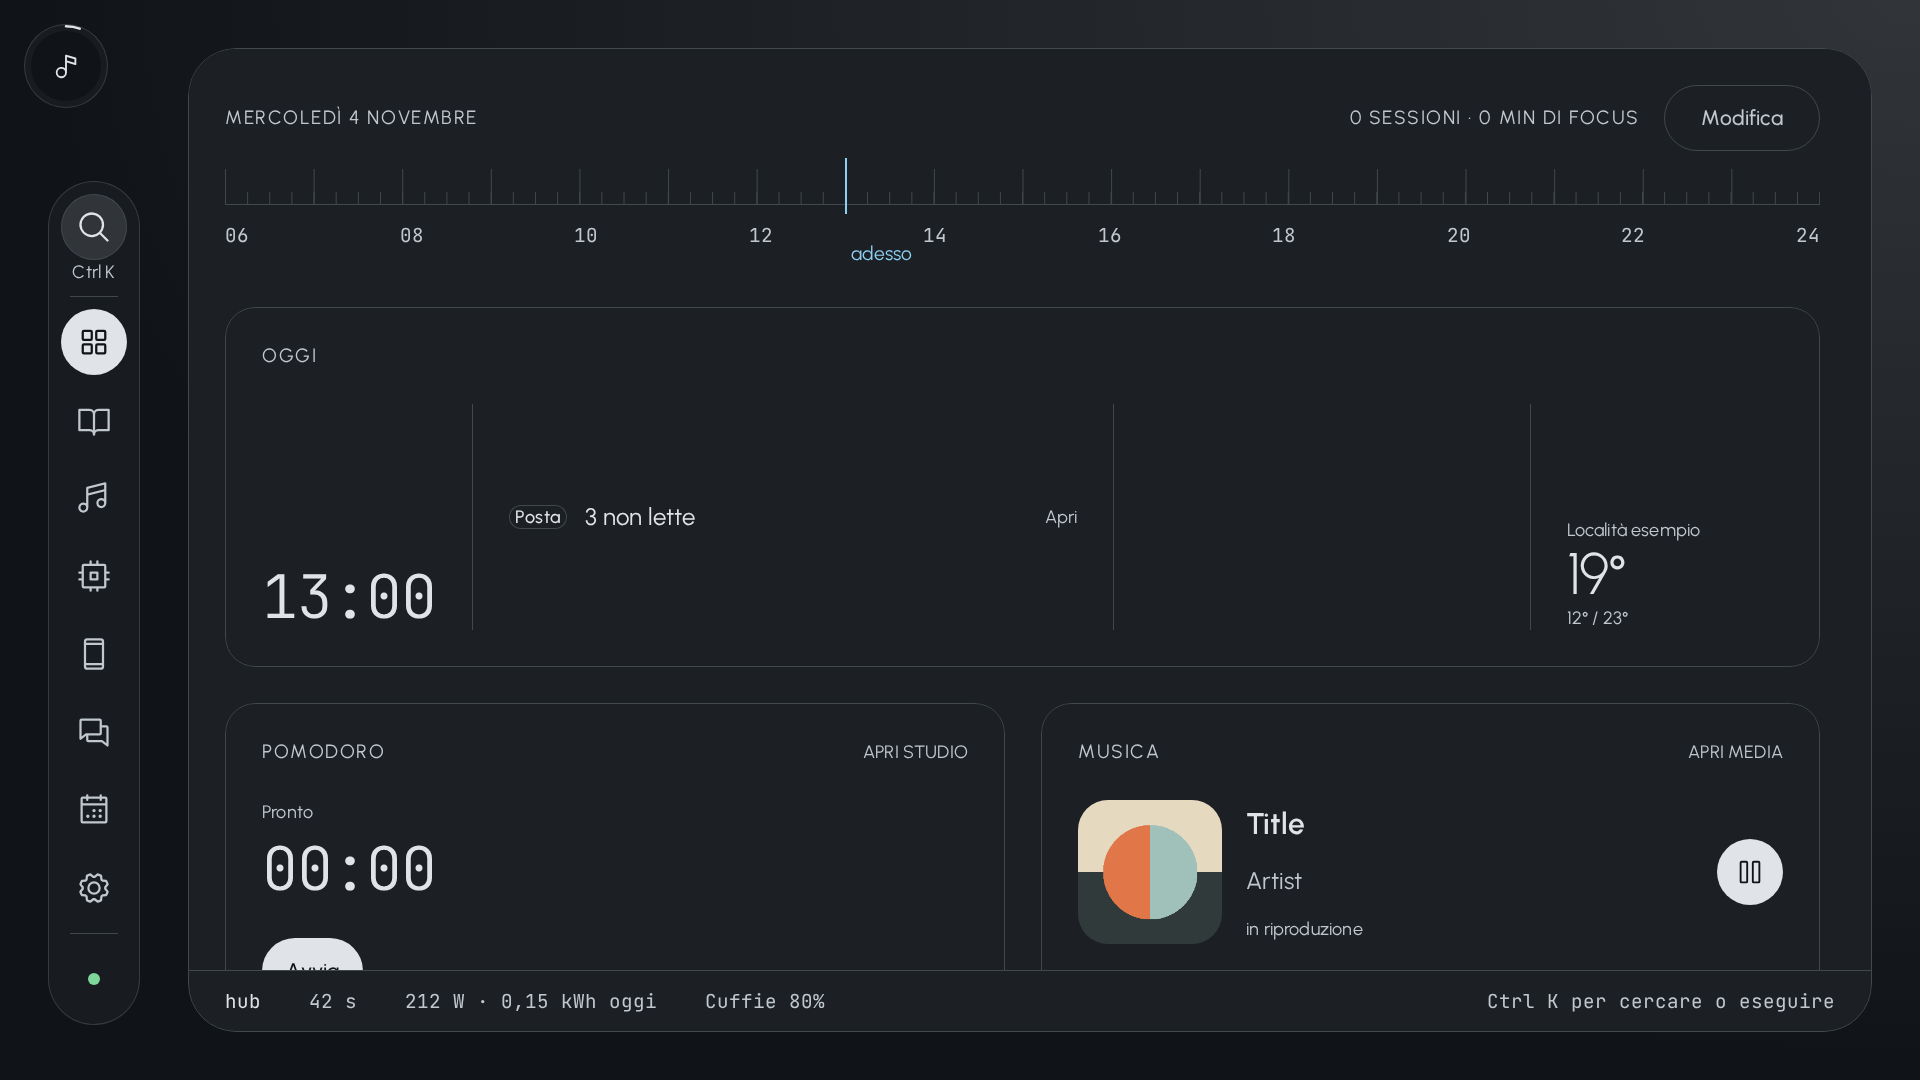 MERCOLEDÌ 4 NOVEMBRE
0 SESSIONI · 0 MIN DI FOCUS
Modifica
06 08 10 12 14 16 18 20 22 24
adesso
Ctrl K
OGGI
13:00
Posta 3 non lette Apri
Località esempio
19°
12° / 23°
POMODORO APRI STUDIO
Pronto
00:00
Avvia
MUSICA APRI MEDIA
Title
Artist
in riproduzione
hub 42 s 212 W · 0,15 kWh oggi Cuffie 80% Ctrl K per cercare o eseguire